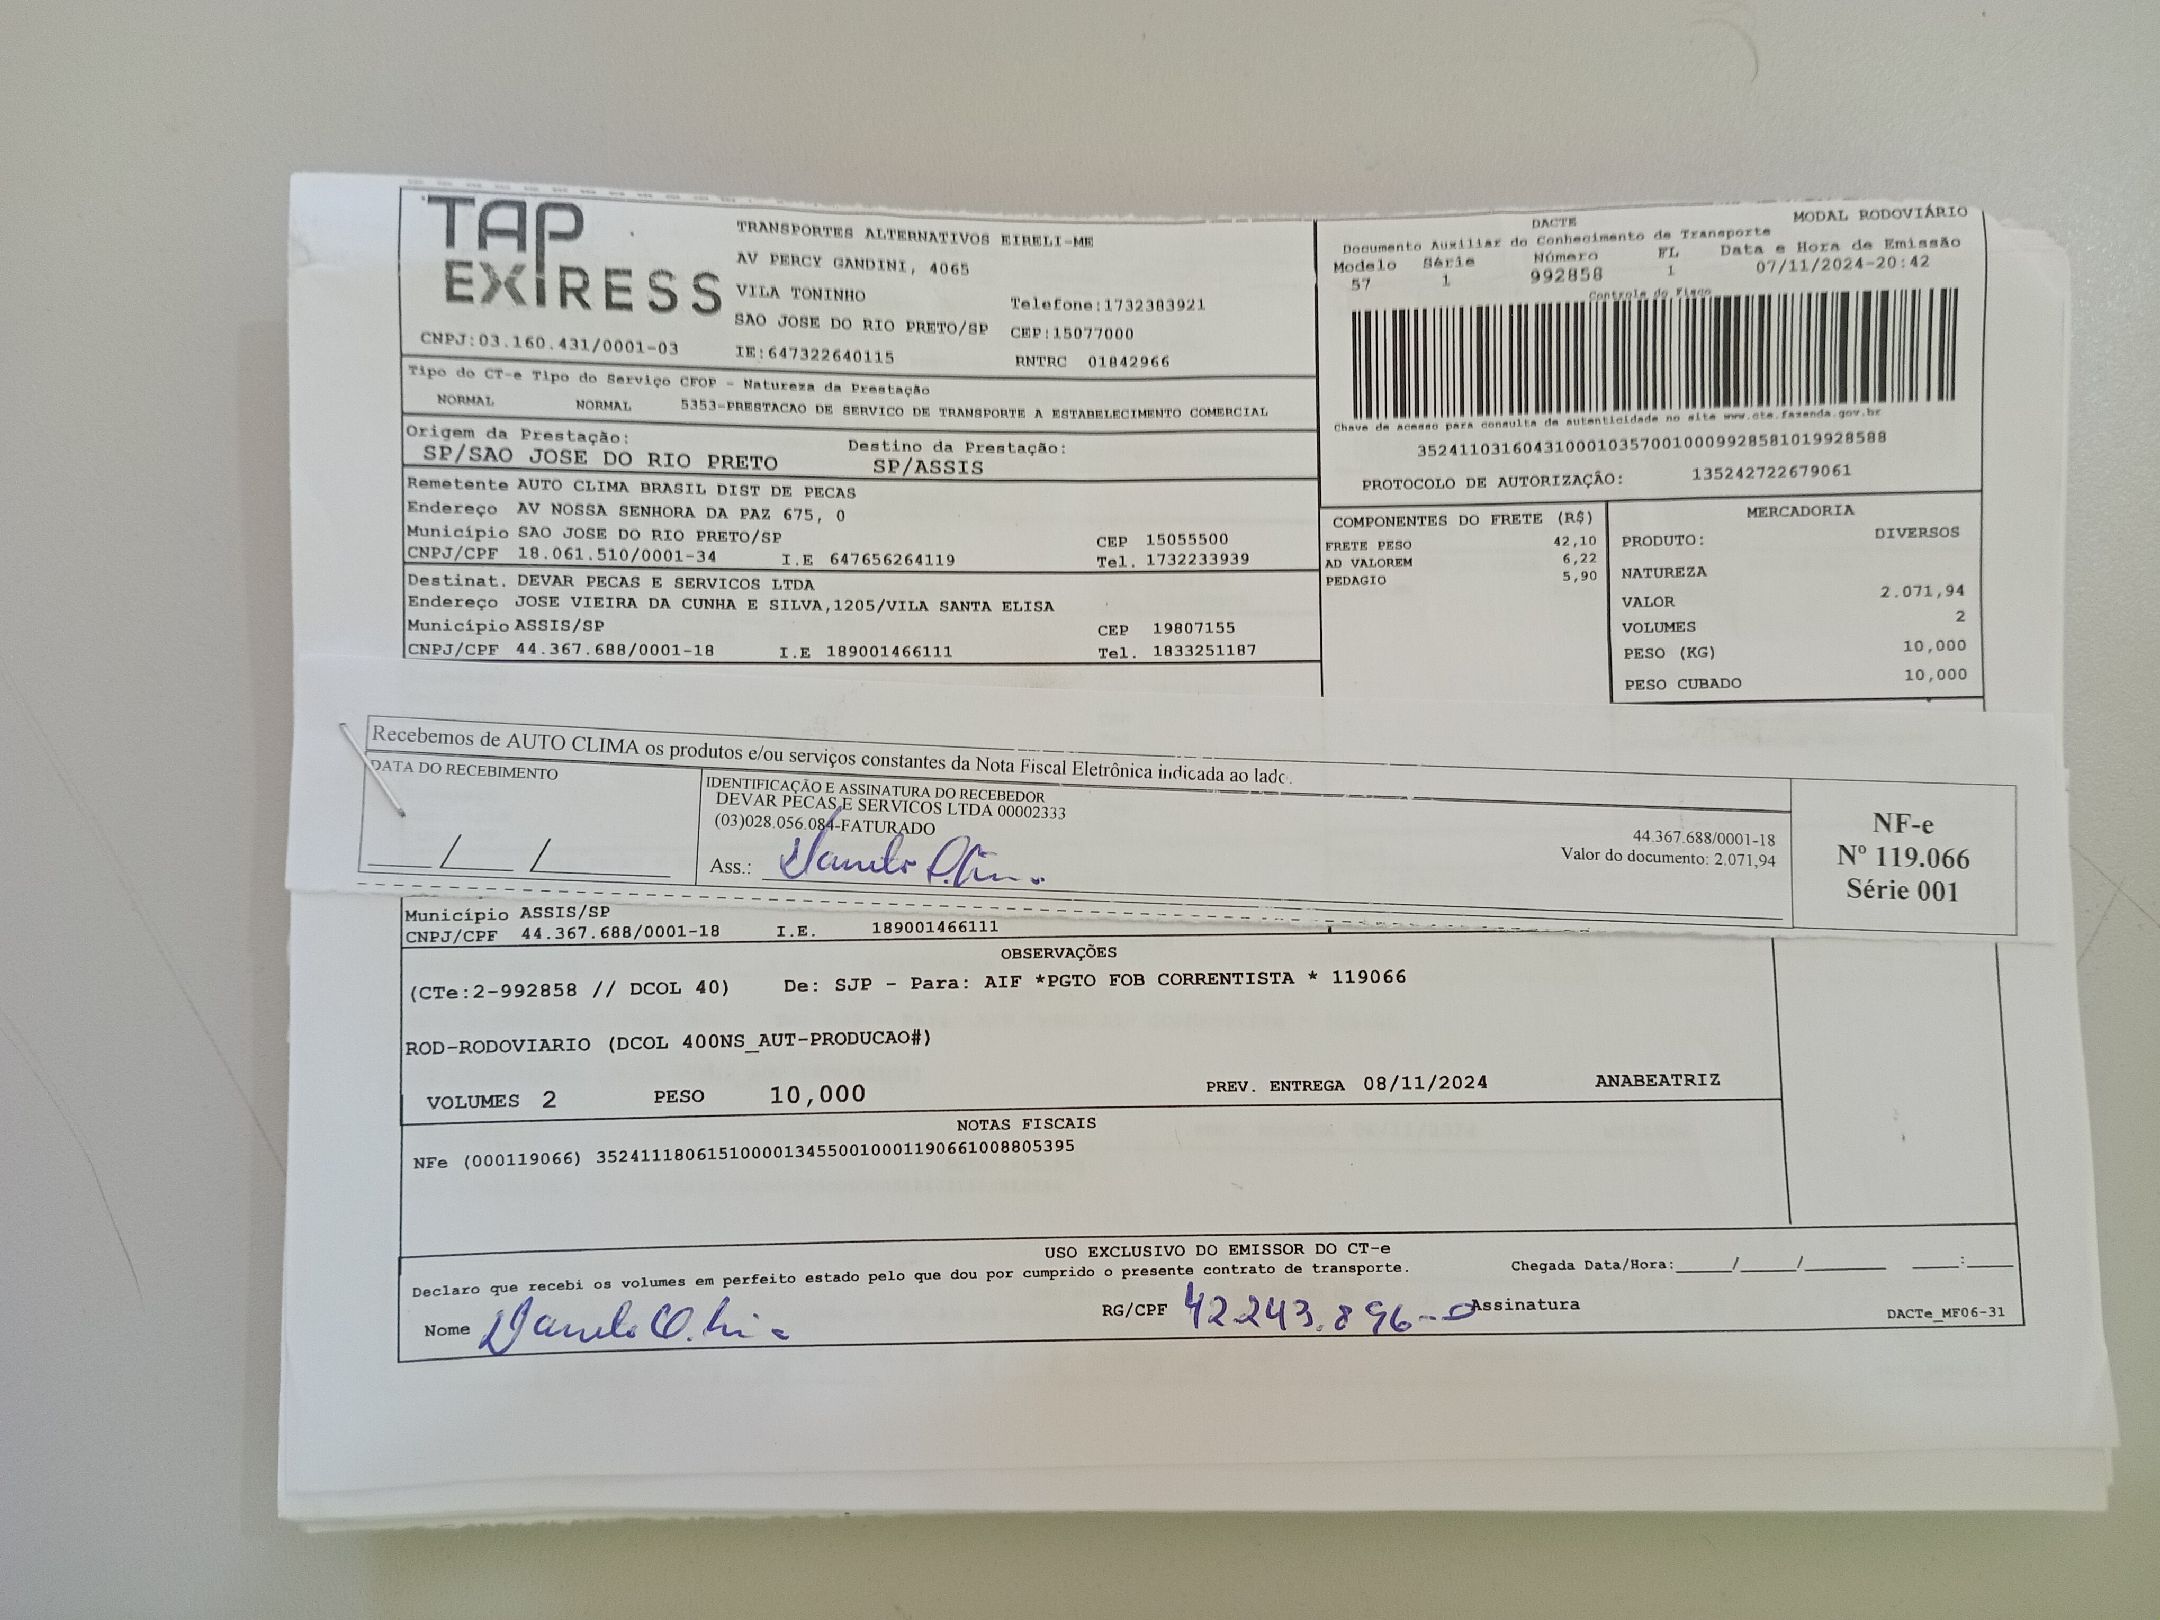 TAP
EXPRESS
CNPJ:03.160.431/0001-03
TRANSPORTES ALTERNATIVOS EIRELI-ME
AV PERCY GANDINI, 4065
VILA TONINHO
Telefone:1732383921
SAO JOSE DO RIO PRETO/SP CEP:15077000
IE:647322640115
RNTRC 01842966
DACTE
MODAL RODOVIÁRIO
Documento Auxiliar do Conhecimento de Transporte
Modelo Série Número FL Data e Hora de Emissão
57 1 992858 1 07/11/2024-20:42
Controle do Fisco
Chave de acesso para consulta de autenticidade no site www.cte.fazenda.gov.br
35241103160431000103570010009928581019928588
PROTOCOLO DE AUTORIZAÇÃO: 135242722679061
Tipo do CT-e Tipo do Serviço CFOP - Natureza da Prestação
NORMAL NORMAL 5353-PRESTACAO DE SERVICO DE TRANSPORTE A ESTABELECIMENTO COMERCIAL
Origem da Prestação: Destino da Prestação:
SP/SAO JOSE DO RIO PRETO SP/ASSIS
Remetente AUTO CLIMA BRASIL DIST DE PECAS
Endereço AV NOSSA SENHORA DA PAZ 675, 0
Município SAO JOSE DO RIO PRETO/SP CEP 15055500
CNPJ/CPF 18.061.510/0001-34 I.E 647656264119 Tel. 1732233939
Destinat. DEVAR PECAS E SERVICOS LTDA
Endereço JOSE VIEIRA DA CUNHA E SILVA,1205/VILA SANTA ELISA
Município ASSIS/SP CEP 19807155
CNPJ/CPF 44.367.688/0001-18 I.E 189001466111 Tel. 1833251187
COMPONENTES DO FRETE (R$)
FRETE PESO 42,10
AD VALOREM 6,22
PEDAGIO 5,90
MERCADORIA
PRODUTO: DIVERSOS
NATUREZA
VALOR 2.071,94
VOLUMES 2
PESO (KG) 10,000
PESO CUBADO 10,000
Recebemos de AUTO CLIMA os produtos e/ou serviços constantes da Nota Fiscal Eletrônica indicada ao lado.
DATA DO RECEBIMENTO
IDENTIFICAÇÃO E ASSINATURA DO RECEBEDOR
DEVAR PECAS E SERVICOS LTDA 00002333
(03)028.056.084-FATURADO
44.367.688/0001-18
Valor do documento: 2.071,94
___/___/______
Ass.:
NF-e
Nº 119.066
Série 001
Município ASSIS/SP
CNPJ/CPF 44.367.688/0001-18 I.E. 189001466111
OBSERVAÇÕES
(CTe:2-992858 // DCOL 40) De: SJP - Para: AIF *PGTO FOB CORRENTISTA * 119066
ROD-RODOVIARIO (DCOL 400NS_AUT-PRODUCAO#)
VOLUMES 2 PESO 10,000 PREV. ENTREGA 08/11/2024 ANABEATRIZ
NOTAS FISCAIS
NFe (000119066) 35241118061510000134550010001190661008805395
USO EXCLUSIVO DO EMISSOR DO CT-e
Declaro que recebi os volumes em perfeito estado pelo que dou por cumprido o presente contrato de transporte.
Chegada Data/Hora:_____/_____/________ ____:____
Nome
RG/CPF 42243.896-0 Assinatura
DACTe_MF06-31